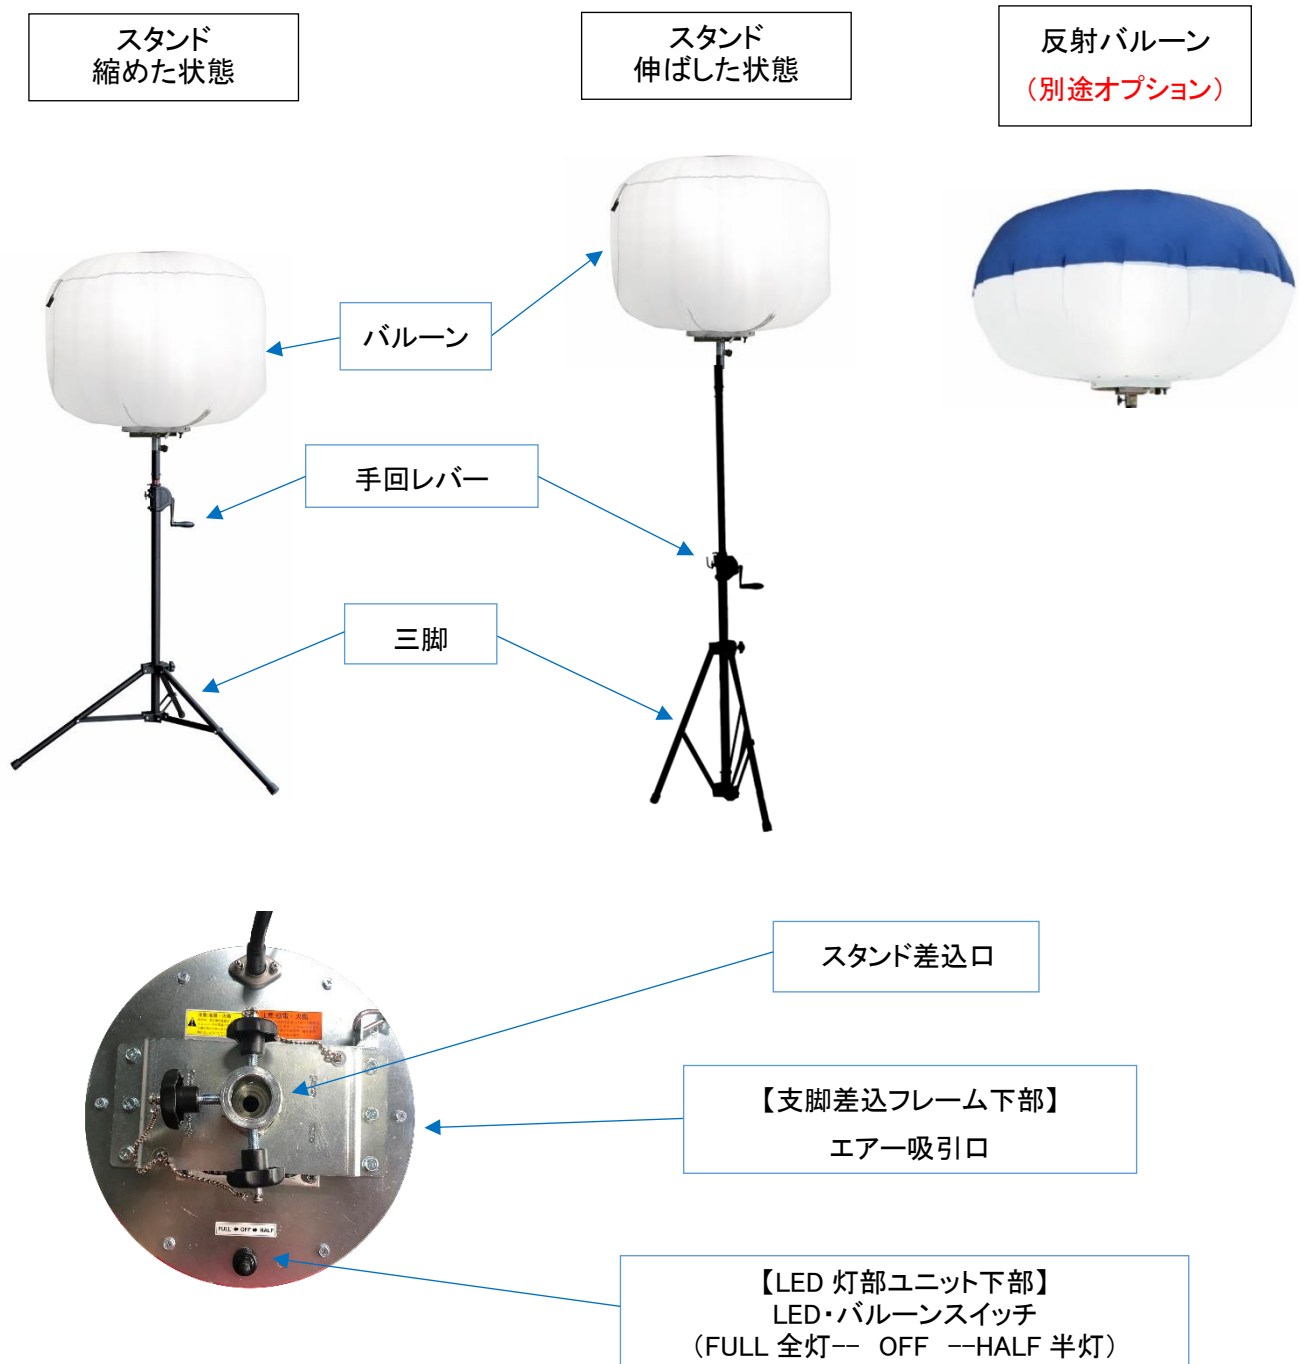 スタンド
縮めた状態
スタンド
伸ばした状態
反射バルーン
（別途オプション）
バルーン
手回レバー
三脚
スタンド差込口
【支脚差込フレーム下部】
エアー吸引口
FULL OFF HALF
【LED 灯部ユニット下部】
LED・バルーンスイッチ
（FULL 全灯-- OFF --HALF 半灯）